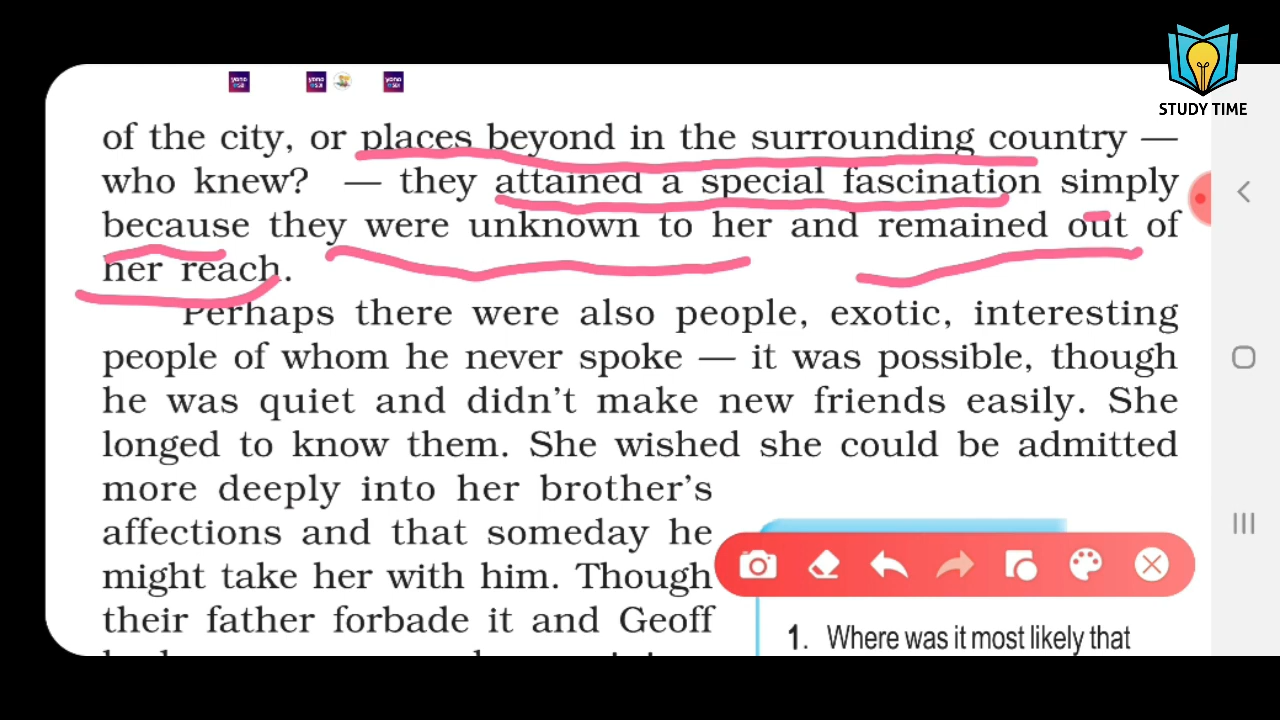 STUDY TIME
of the city, or places beyond in the surrounding country —
who knew? — they attained a special fascination simply
because they were unknown to her and remained out of
her reach.
Perhaps there were also people, exotic, interesting
people of whom he never spoke — it was possible, though
he was quiet and didn't make new friends easily. She
longed to know them. She wished she could be admitted
more deeply into her brother's
affections and that someday he
might take her with him. Though
their father forbade it and Geoff
1. Where was it most likely that